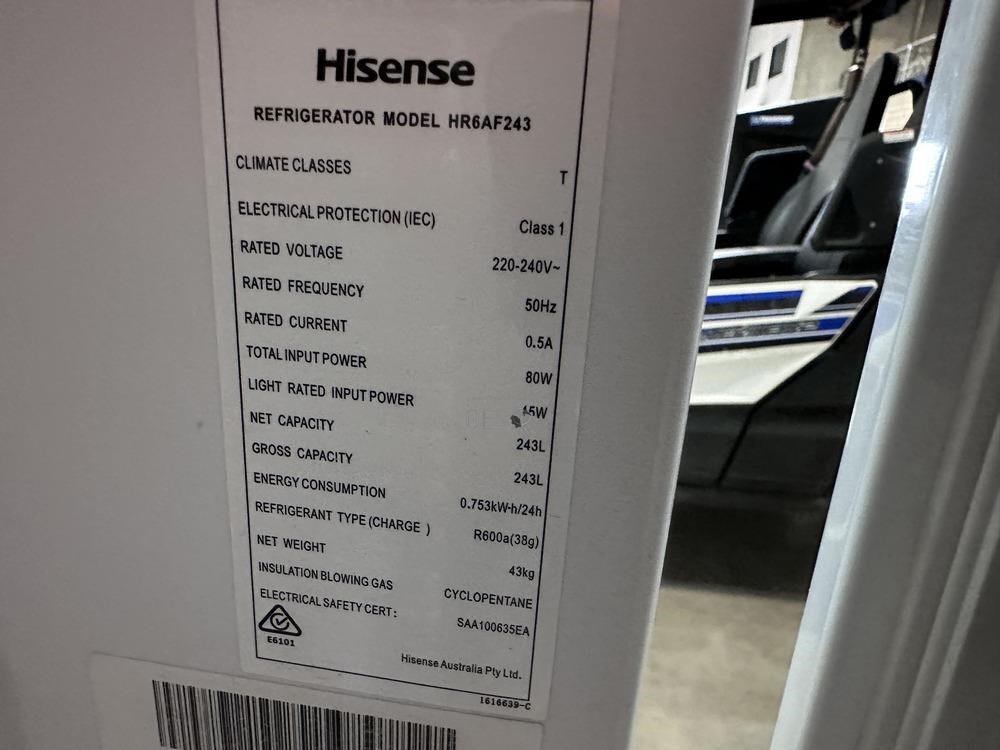 Hisense
REFRIGERATOR MODEL HR6AF243
CLIMATE CLASSES T
ELECTRICAL PROTECTION (IEC) Class 1
RATED VOLTAGE 220-240V~
RATED FREQUENCY 50Hz
RATED CURRENT 0.5A
TOTAL INPUT POWER 80W
LIGHT RATED INPUT POWER 15W
NET CAPACITY 243L
GROSS CAPACITY 243L
ENERGY CONSUMPTION 0.753kW·h/24h
REFRIGERANT TYPE (CHARGE ) R600a(38g)
NET WEIGHT 43kg
INSULATION BLOWING GAS CYCLOPENTANE
ELECTRICAL SAFETY CERT: SAA100635EA
E6101
Hisense Australia Pty Ltd.
1616639-C